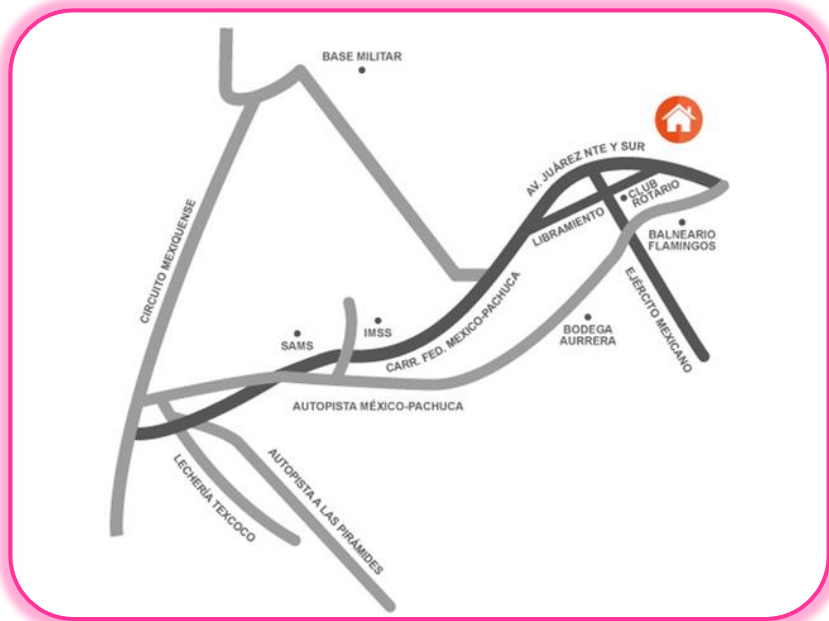 BASE MILITAR
AV. JUÁREZ NTE Y SUR
CLUB
ROTARIO
LIBRAMIENTO
BALNEARIO
FLAMINGOS
CIRCUITO MEXIQUENSE
EJÉRCITO MEXICANO
CARR. FED. MEXICO-PACHUCA
IMSS
SAMS
BODEGA
AURRERA
AUTOPISTA MÉXICO-PACHUCA
LECHERÍA TEXCOCO
AUTOPISTA A LAS PIRÁMIDES